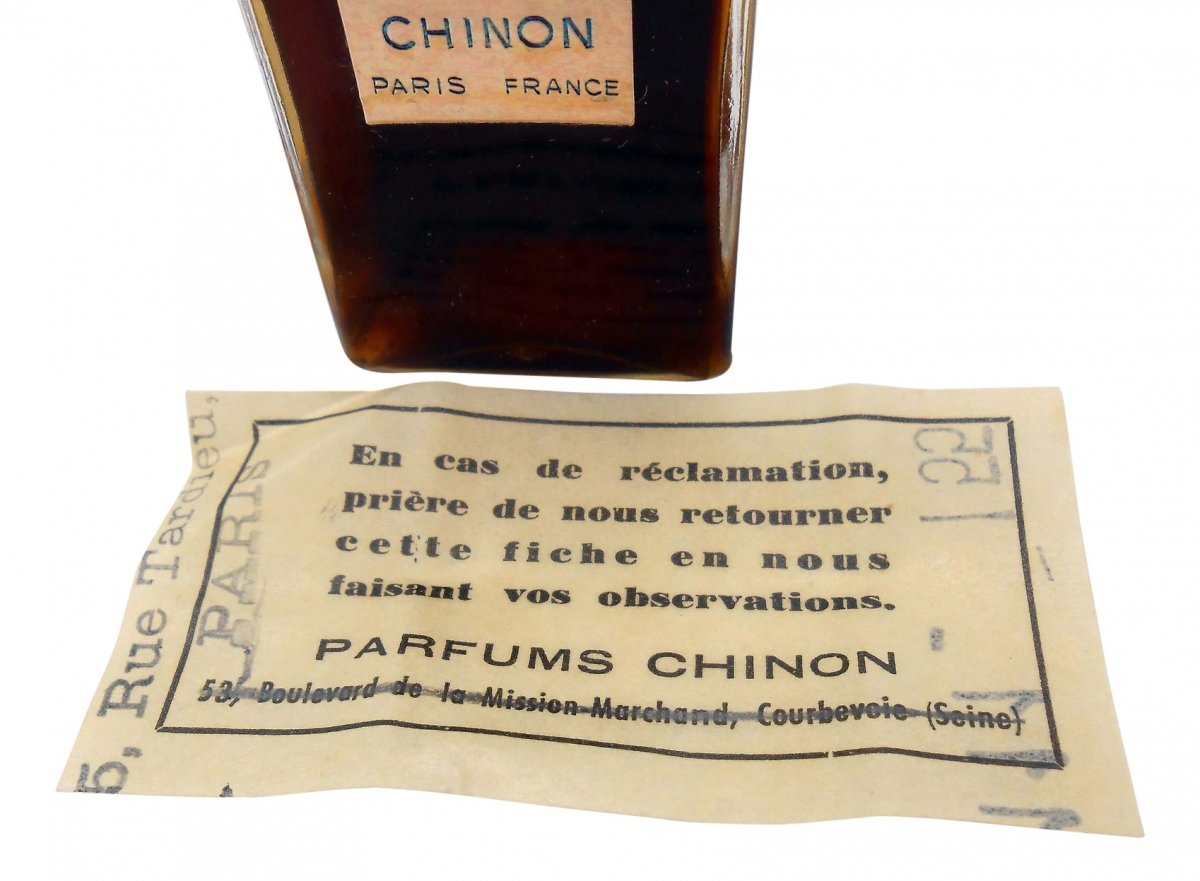 CHINON
PARIS FRANCE
En cas de réclamation,
prière de nous retourner
cette fiche en nous
faisant vos observations.
PARFUMS CHINON
53, Boulevard de la Mission-Marchand, Courbevoie (Seine)
5, Rue Tardieu,
PARIS